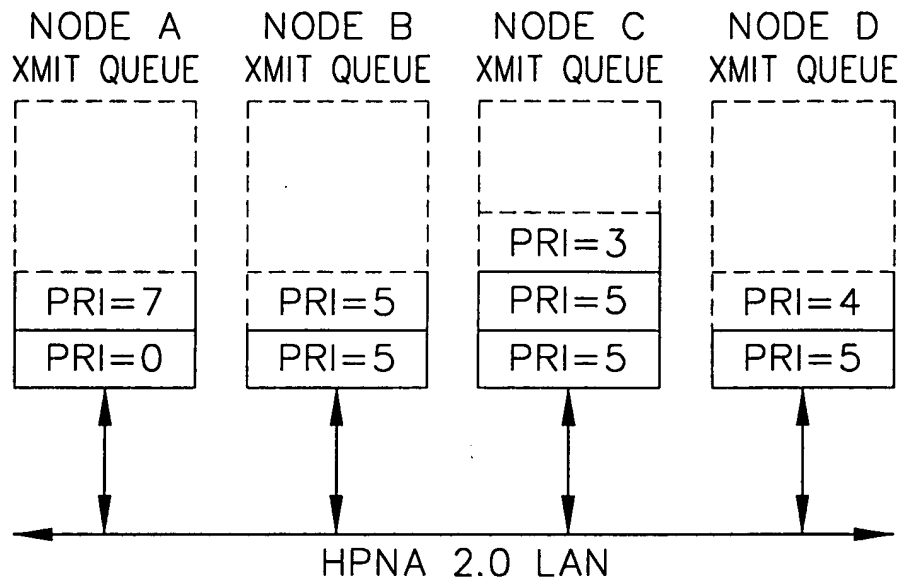 NODE A
XMIT QUEUE
PRI=7
PRI=0
NODE B
XMIT QUEUE
PRI=5
PRI=5
NODE C
XMIT QUEUE
PRI=3
PRI=5
PRI=5
NODE D
XMIT QUEUE
PRI=4
PRI=5
HPNA 2.0 LAN